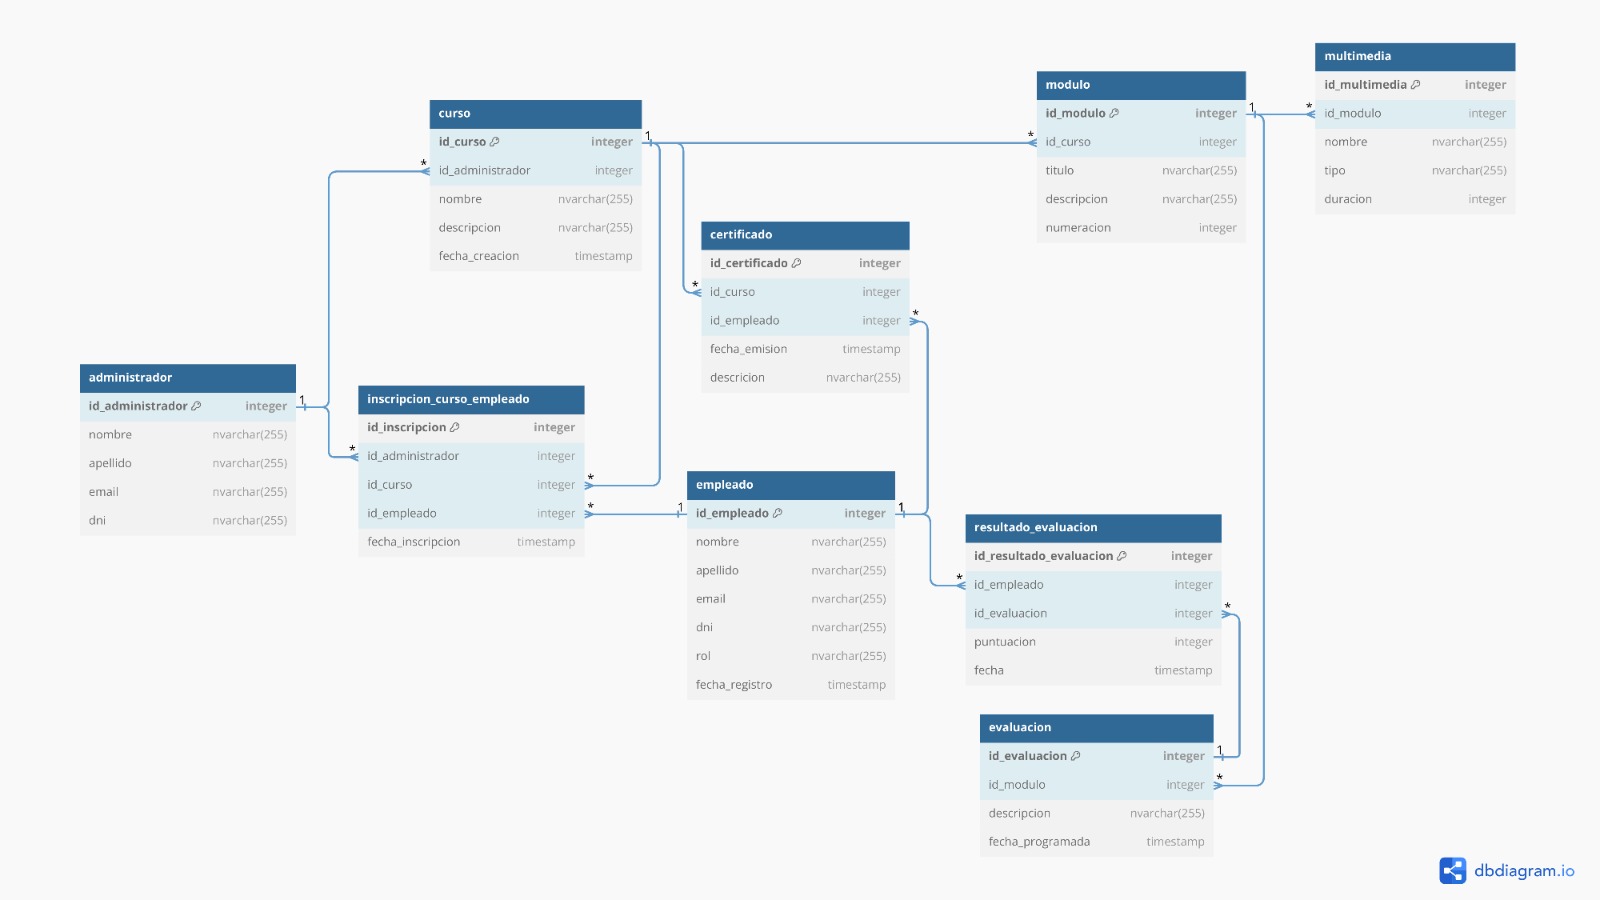 multimedia
id_multimedia integer
id_modulo integer
nombre nvarchar(255)
tipo nvarchar(255)
duracion integer
modulo
id_modulo integer
id_curso integer
titulo nvarchar(255)
descripcion nvarchar(255)
numeracion integer
1
*
*
curso
id_curso integer
id_administrador integer
nombre nvarchar(255)
descripcion nvarchar(255)
fecha_creacion timestamp
1
*
certificado
id_certificado integer
id_curso integer
id_empleado integer
fecha_emision timestamp
descricion nvarchar(255)
*
*
administrador
id_administrador integer
nombre nvarchar(255)
apellido nvarchar(255)
email nvarchar(255)
dni nvarchar(255)
1
inscripcion_curso_empleado
id_inscripcion integer
id_administrador integer
id_curso integer
id_empleado integer
fecha_inscripcion timestamp
*
*
*
empleado
id_empleado integer
nombre nvarchar(255)
apellido nvarchar(255)
email nvarchar(255)
dni nvarchar(255)
rol nvarchar(255)
fecha_registro timestamp
1
1
resultado_evaluacion
id_resultado_evaluacion integer
id_empleado integer
id_evaluacion integer
puntuacion integer
fecha timestamp
*
*
evaluacion
id_evaluacion integer
id_modulo integer
descripcion nvarchar(255)
fecha_programada timestamp
1
*
dbdiagram.io